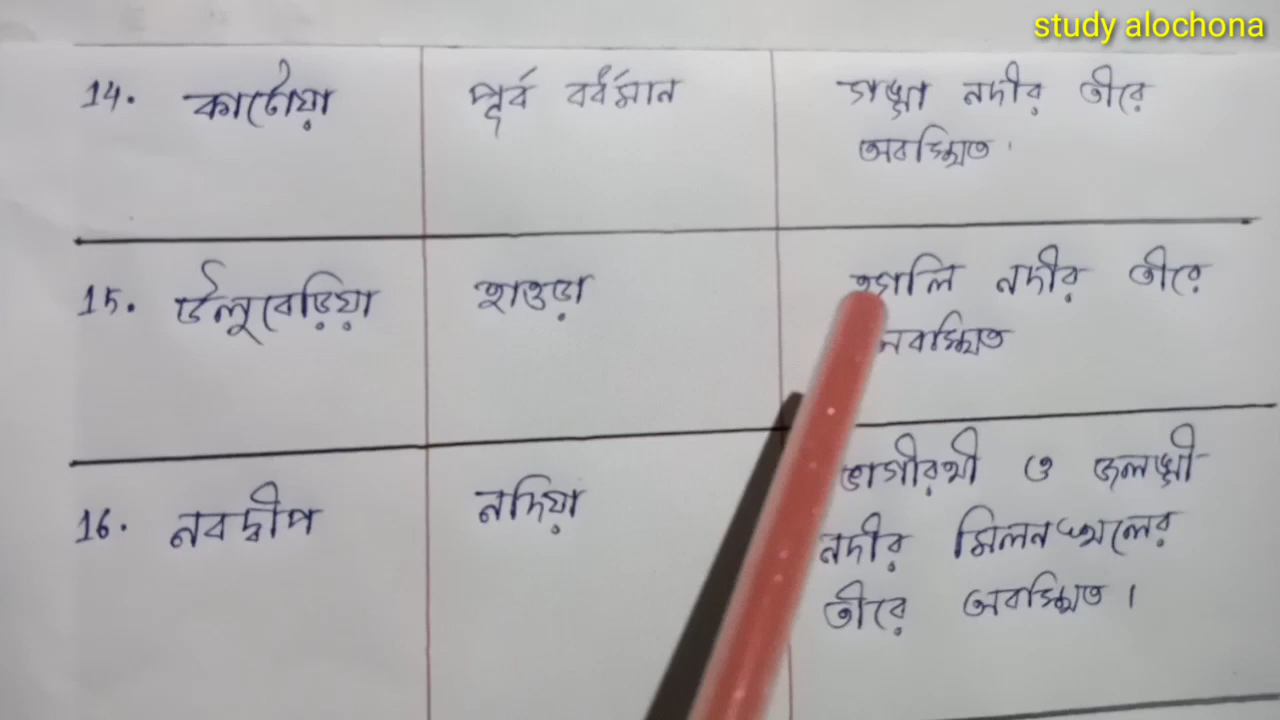 study alochona
14. কাটোয়া পূর্ব বর্ধমান গঙ্গা নদীর তীরে
অবস্থিত।
15. উলুবেড়িয়া হাওড়া হুগলি নদীর তীরে
অবস্থিত
16. নবদ্বীপ নদিয়া ভাগীরথী ও জলঙ্গী
নদীর মিলনস্থলের
তীরে অবস্থিত।